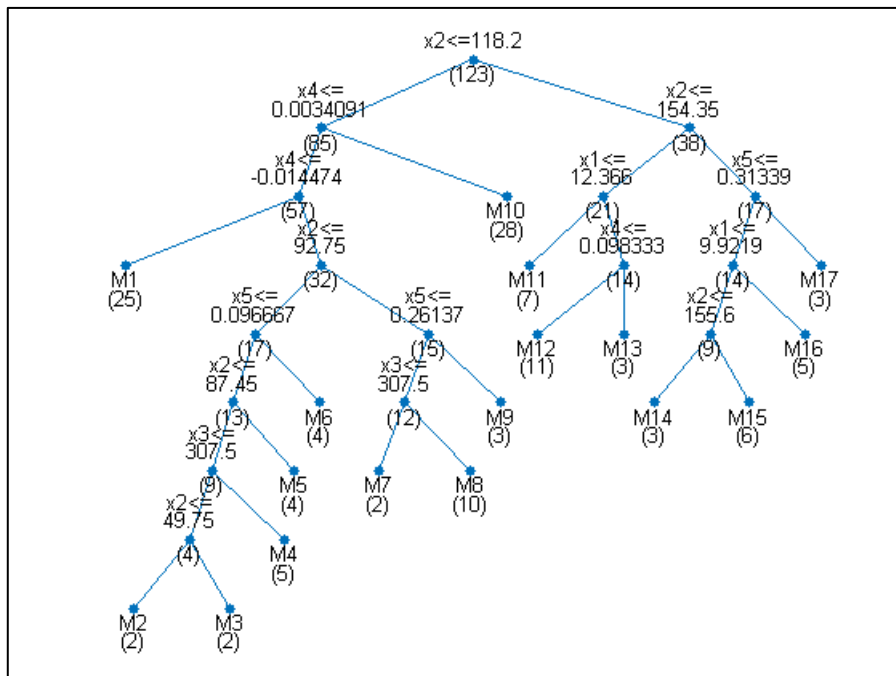 x2<=118.2
(123)
x4<=
0.0034091
(85)
x2<=
154.35
(38)
x4<=
-0.014474
(57)
M10
(28)
x1<=
12.366
(21)
x5<=
0.31339
(17)
M1
(25)
x2<=
92.75
(32)
M11
(7)
x4<=
0.098333
(14)
x1<=
9.9219
(14)
M17
(3)
x5<=
0.096667
(17)
x5<=
0.26137
(15)
M12
(11)
M13
(3)
x2<=
155.6
(9)
M16
(5)
x2<=
87.45
(13)
M6
(4)
x3<=
307.5
(12)
M9
(3)
M14
(3)
M15
(6)
x3<=
307.5
(9)
M5
(4)
M7
(2)
M8
(10)
x2<=
49.75
(4)
M4
(5)
M2
(2)
M3
(2)